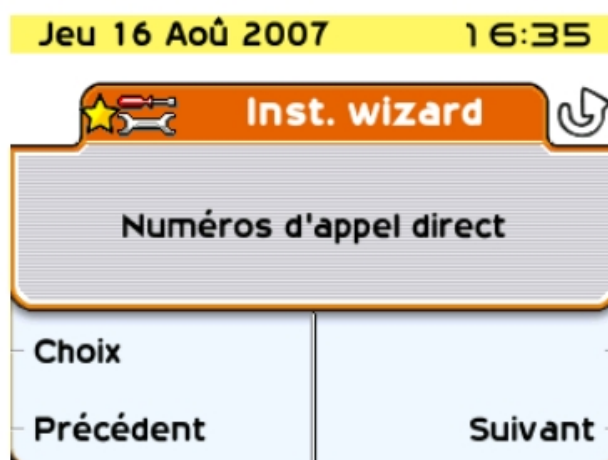 Jeu 16 Aoû 2007 16:35
Inst. wizard
Numéros d'appel direct
Choix
Précédent Suivant